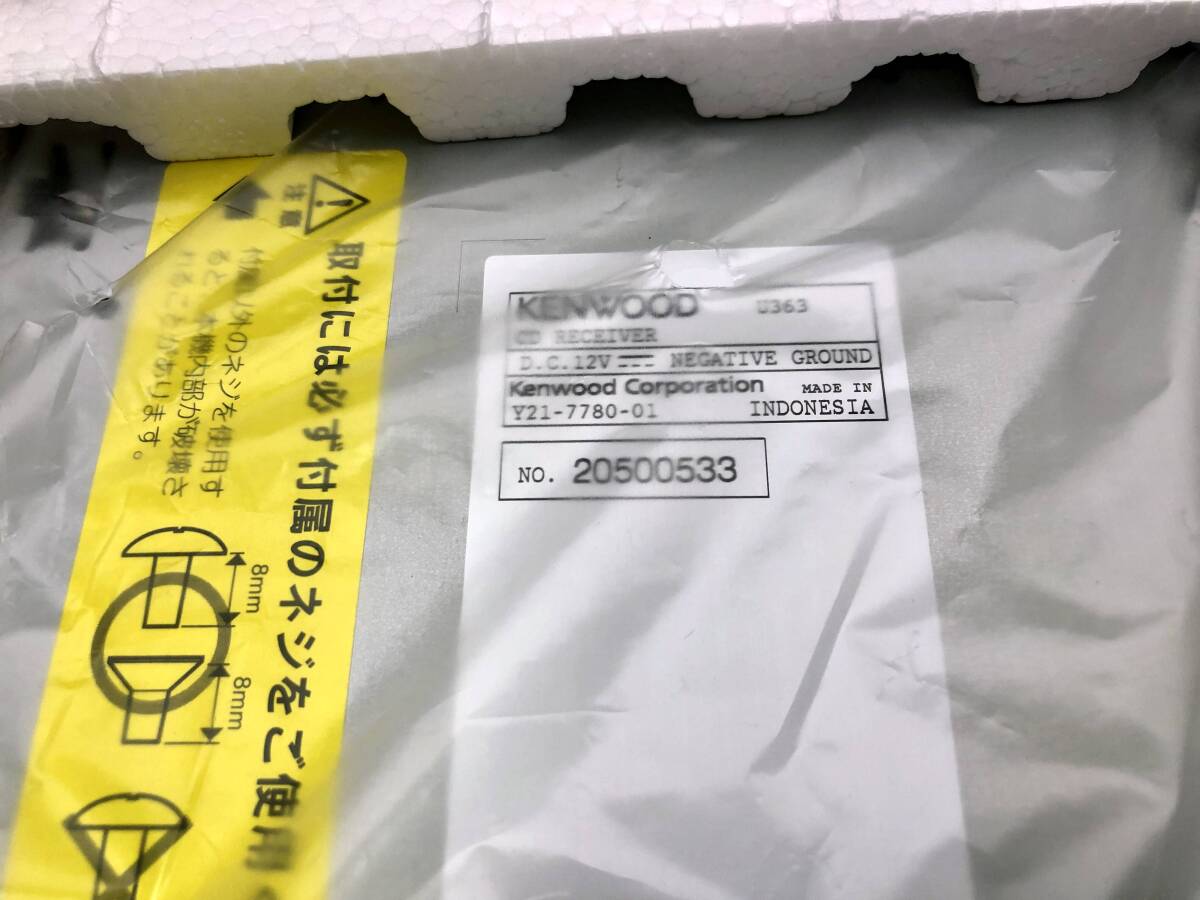 注意
取付には必ず付属のネジをご使用
付属以外のネジを使用す
ると、本機内部が破壊さ
れることがあります。
8mm
8mm
KENWOOD U363
CD RECEIVER
D.C.12V NEGATIVE GROUND
Kenwood Corporation MADE IN
Y21-7780-01 INDONESIA
NO. 20500533